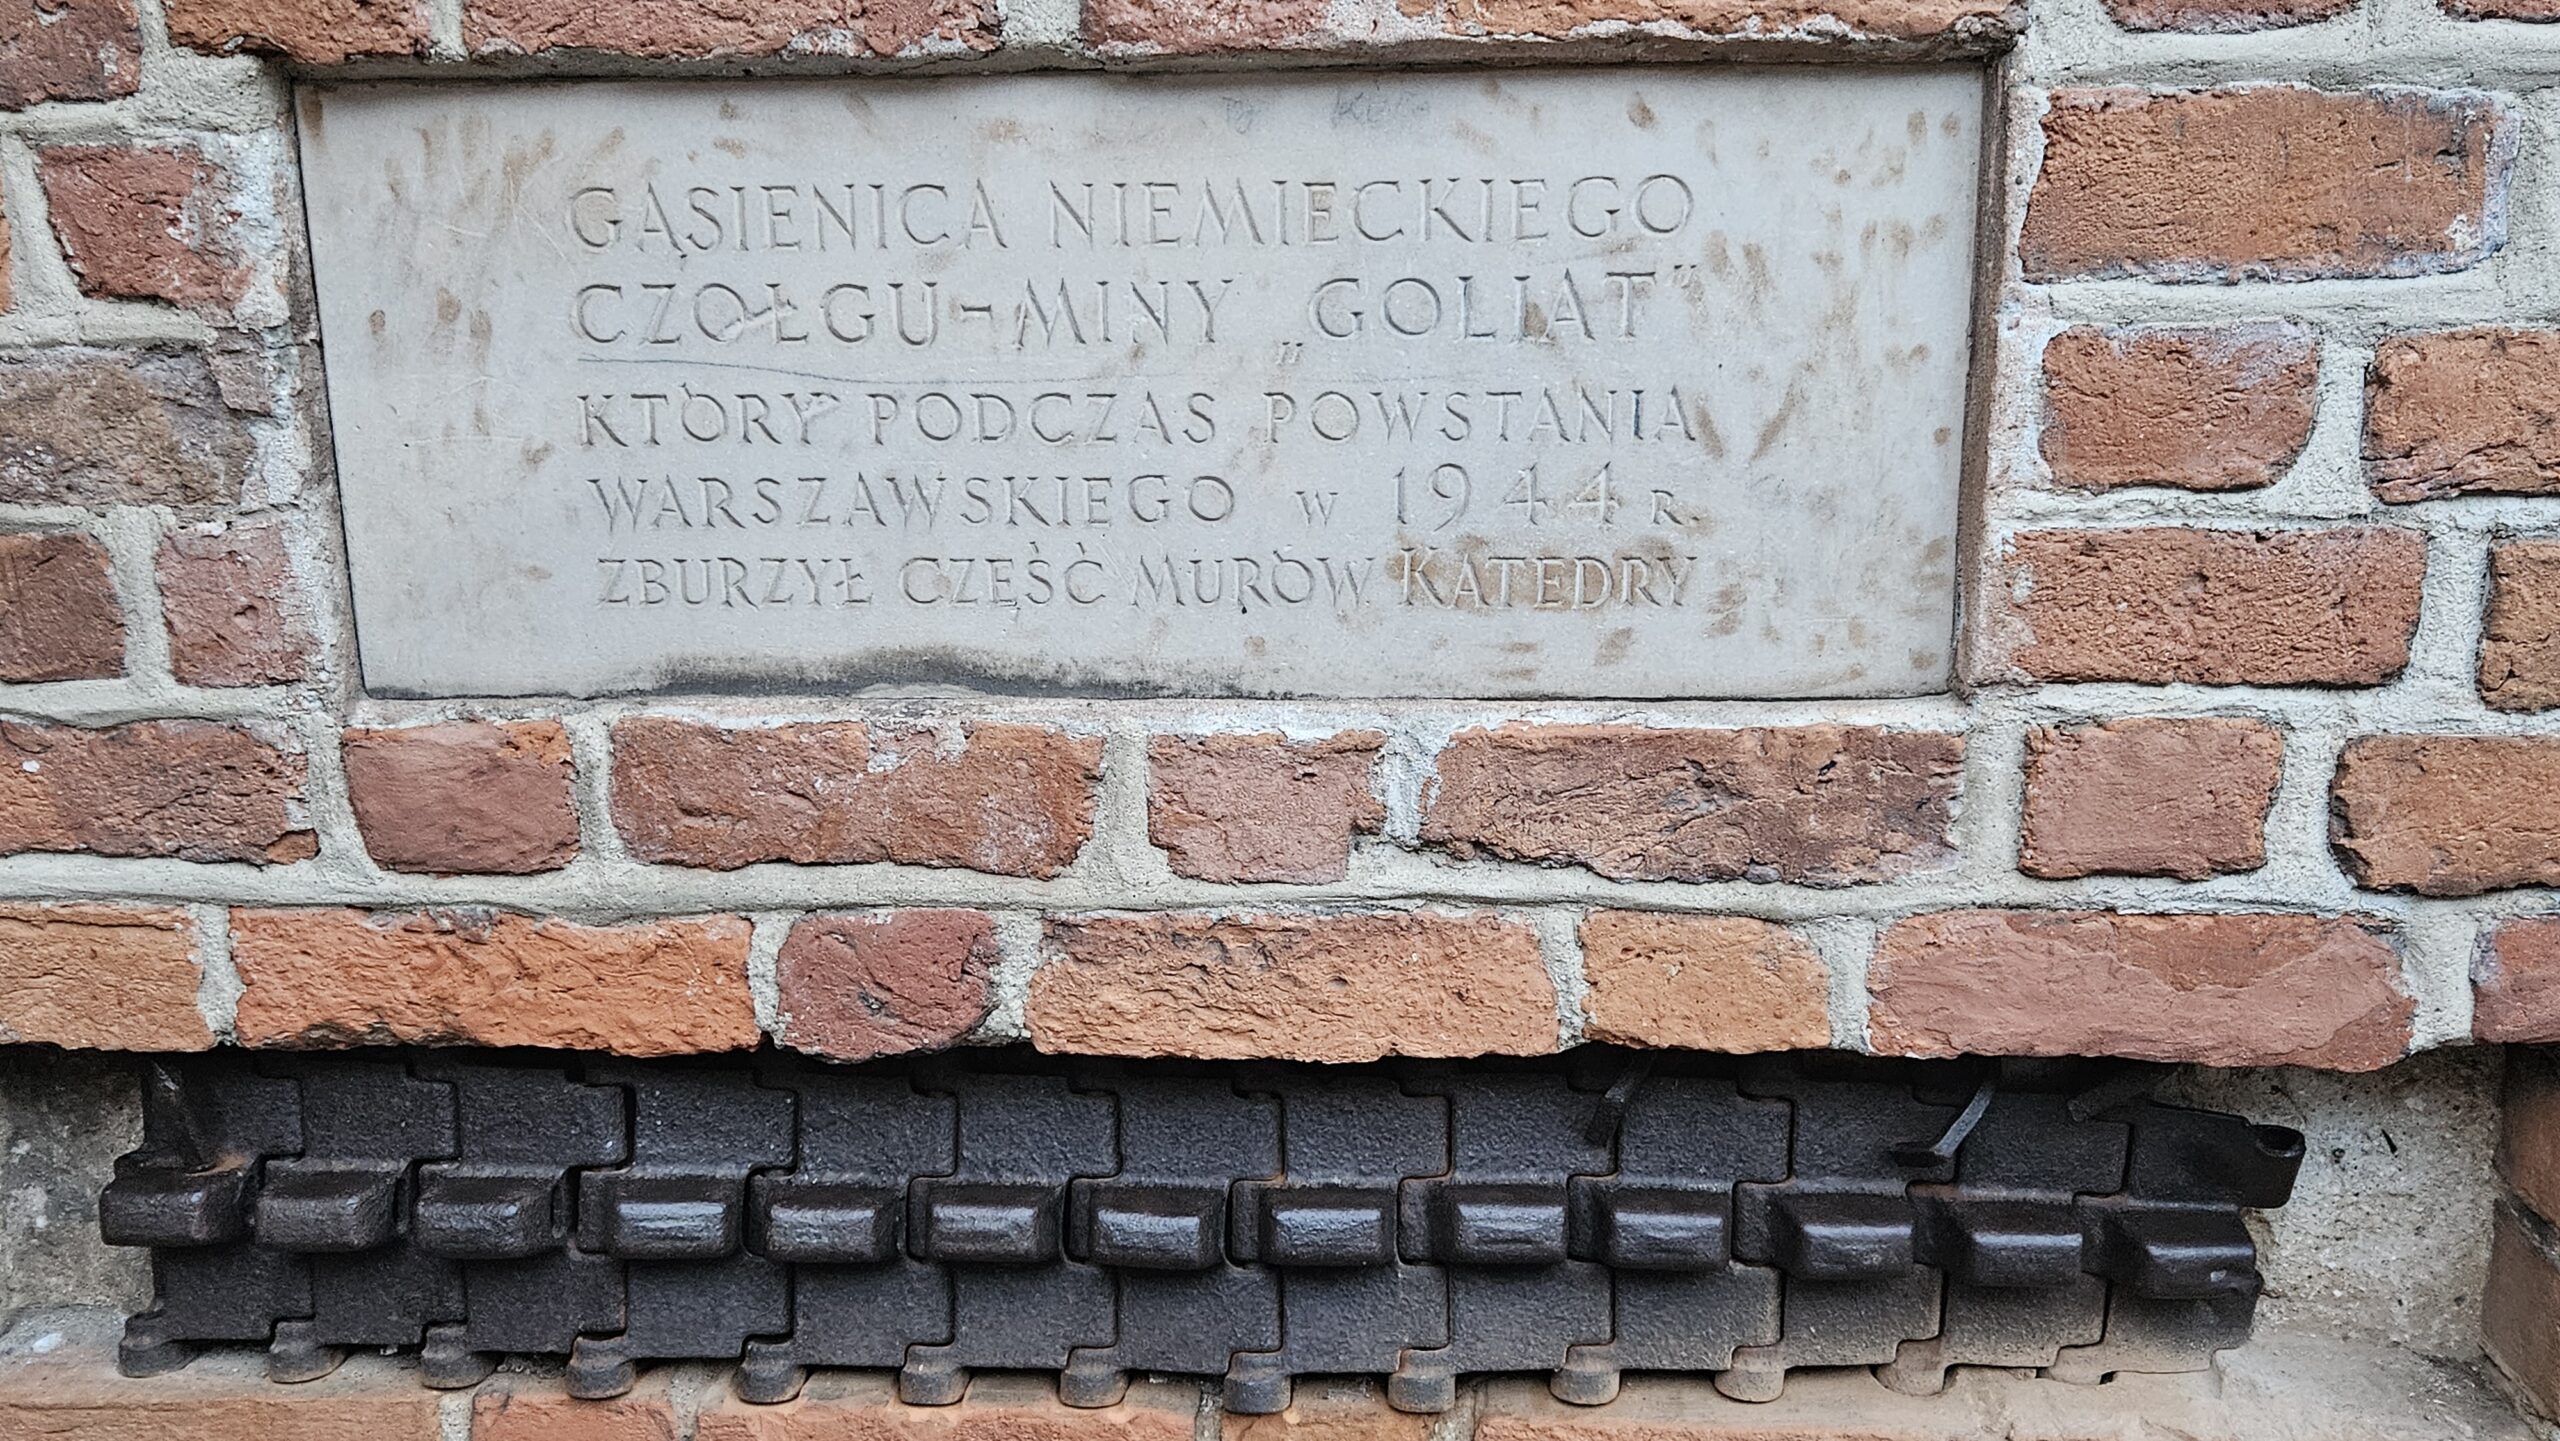 GĄSIENICA NIEMIECKIEGO
CZOŁGU-MINY „GOLIAT"
KTÓRY PODCZAS POWSTANIA
WARSZAWSKIEGO W 1944 R.
ZBURZYŁ CZĘŚĆ MURÓW KATEDRY